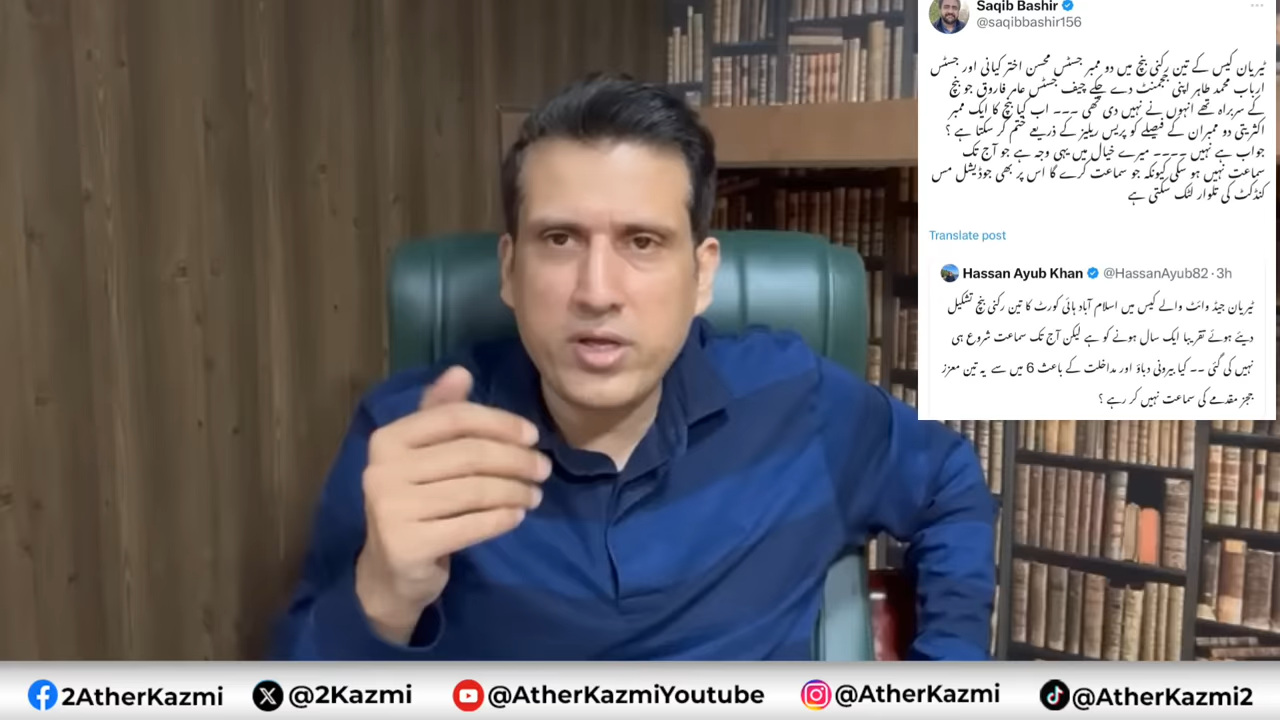 Saqib Bashir
@saqibbashir156
ٹیریان کیس کے تین رکنی بنچ میں دو ممبر جسٹس محسن اختر کیانی اور جسٹس
ارباب محمد طاہر اپنی ججمنٹ دے چکے چیف جسٹس عامر فاروق جو بنچ
کے سربراہ تھے انہوں نے نہیں دی تھی ۔۔۔ اب کیا بنچ کا ایک ممبر
اکثریتی دو ممبران کے فیصلے کو پریس ریلیز کے ذریعے ختم کر سکتا ہے ؟
جواب ہے نہیں ۔۔۔۔ میرے خیال میں یہی وجہ ہے جو آج تک
سماعت نہیں ہو سکی کیونکہ جو سماعت کرے گا اس پر بھی جوڈیشل مس
کنڈکٹ کی تلوار لٹک سکتی ہے
Translate post
Hassan Ayub Khan @HassanAyub82 · 3h
ٹیریان جیڈ وائٹ والے کیس میں اسلام آباد ہائی کورٹ کا تین رکنی بنچ تشکیل
دیئے ہوئے تقریبا ایک سال ہونے کو ہے لیکن آج تک سماعت شروع ہی
نہیں کی گئی ۔۔ کیا بیرونی دباؤ اور مداخلت کے باعث 6 میں سے یہ تین معزز
ججز مقدمے کی سماعت نہیں کر رہے ؟
2AtherKazmi @2Kazmi @AtherKazmiYoutube @AtherKazmi @AtherKazmi2